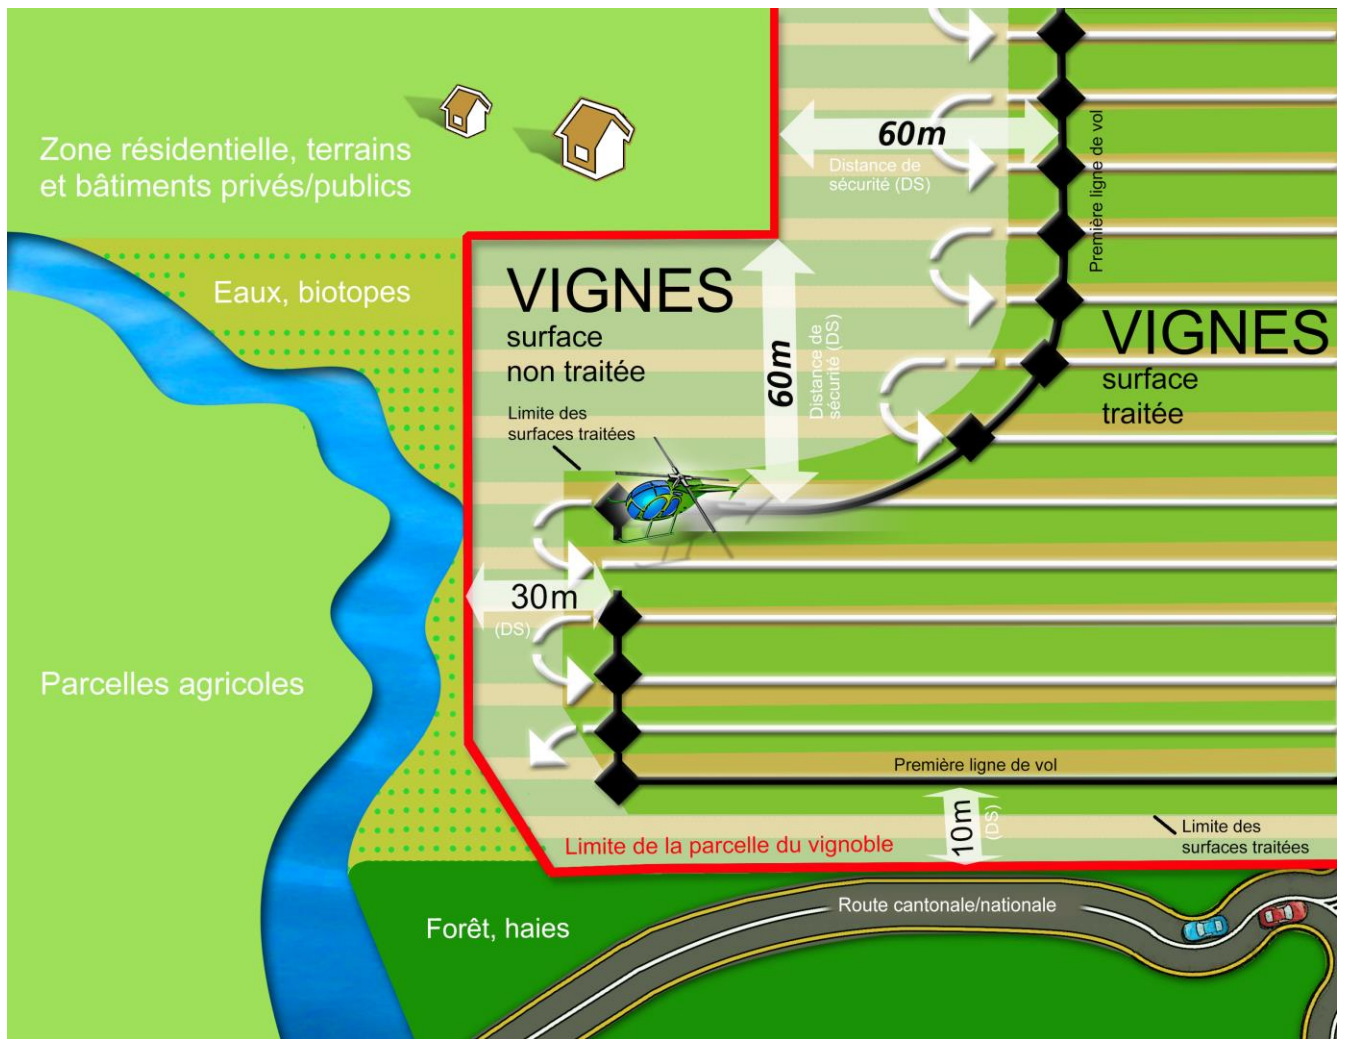 60m
Distance de
sécurité (DS)
Première ligne de vol
Zone résidentielle, terrains
et bâtiments privés/publics
Eaux, biotopes
VIGNES
surface
non traitée
Limite des
surfaces traitées
60m
Distance de
sécurité (DS)
VIGNES
surface
traitée
30m
(DS)
Parcelles agricoles
Première ligne de vol
10m
(DS)
Limite de la parcelle du vignoble
Limite des
surfaces traitées
Route cantonale/nationale
Forêt, haies